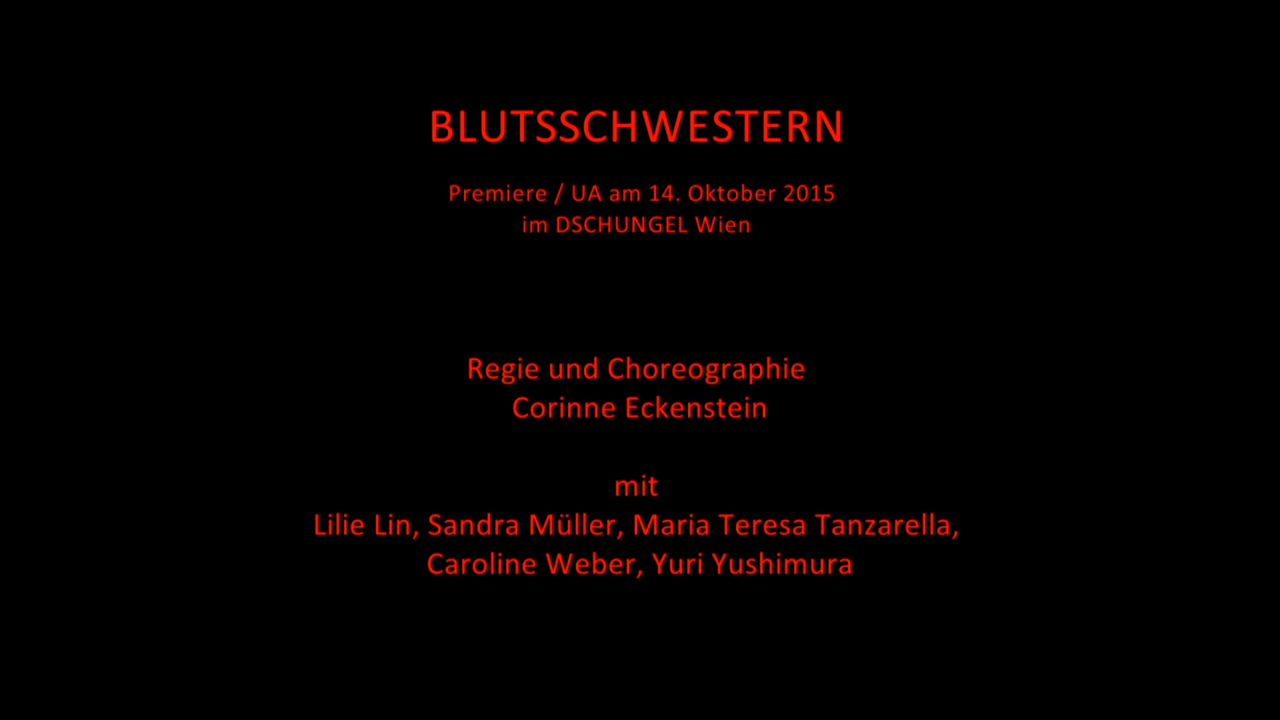 BLUTSSCHWESTERN
Premiere / UA am 14. Oktober 2015
im DSCHUNGEL Wien
Regie und Choreographie
Corinne Eckenstein
mit
Lilie Lin, Sandra Müller, Maria Teresa Tanzarella,
Caroline Weber, Yuri Yushimura